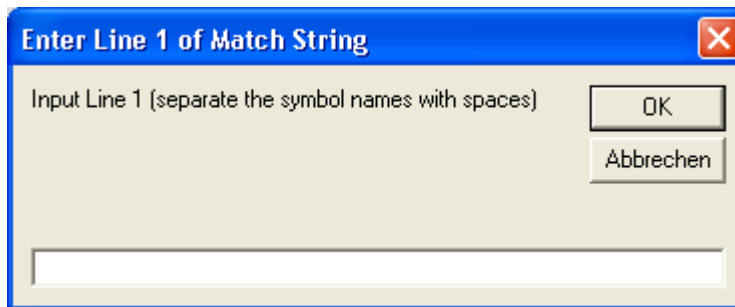 Enter Line 1 of Match String
Input Line 1 (separate the symbol names with spaces)
OK
Abbrechen